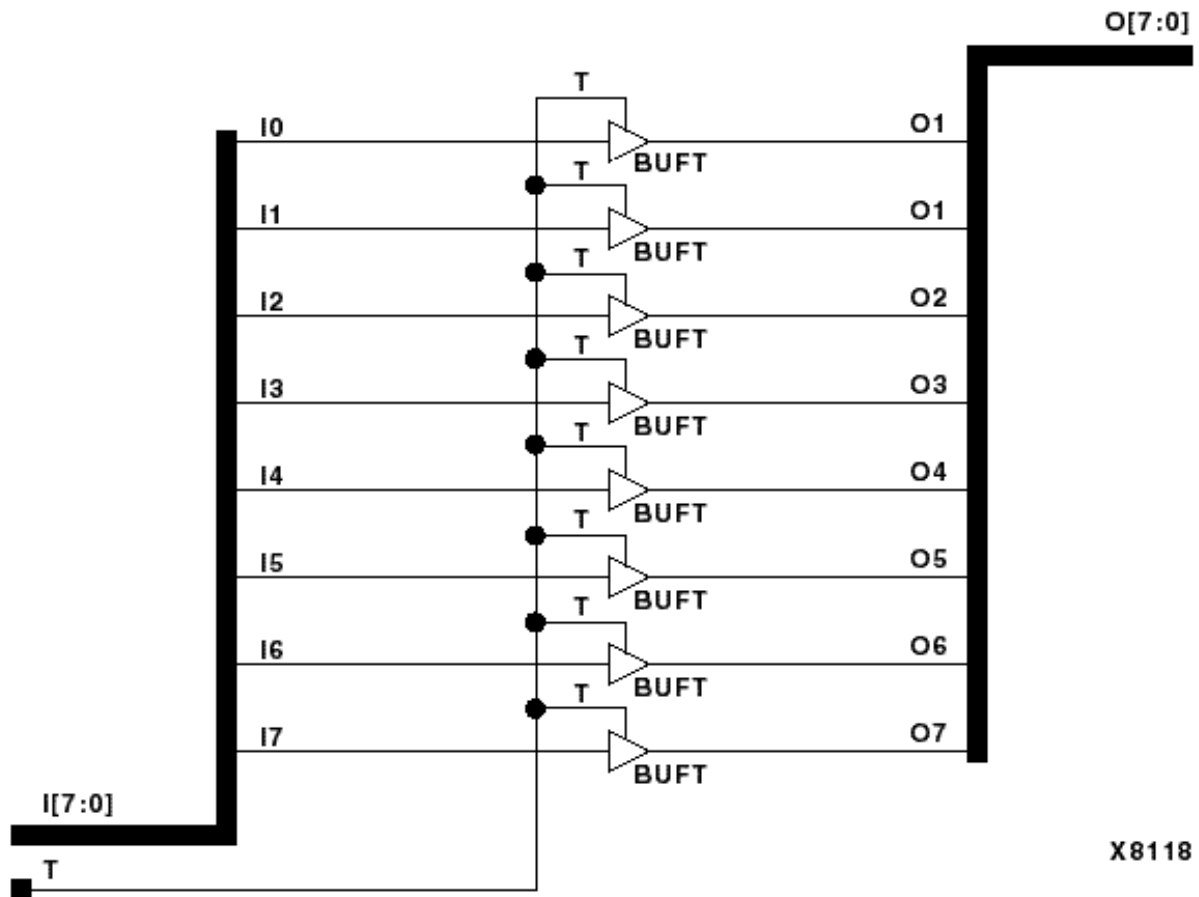 O[7:0]
T
I0 O1
BUFT
T
I1 O1
BUFT
T
I2 O2
BUFT
T
I3 O3
BUFT
T
I4 O4
BUFT
T
I5 O5
BUFT
T
I6 O6
BUFT
T
I7 O7
BUFT
I[7:0]
X8118
T